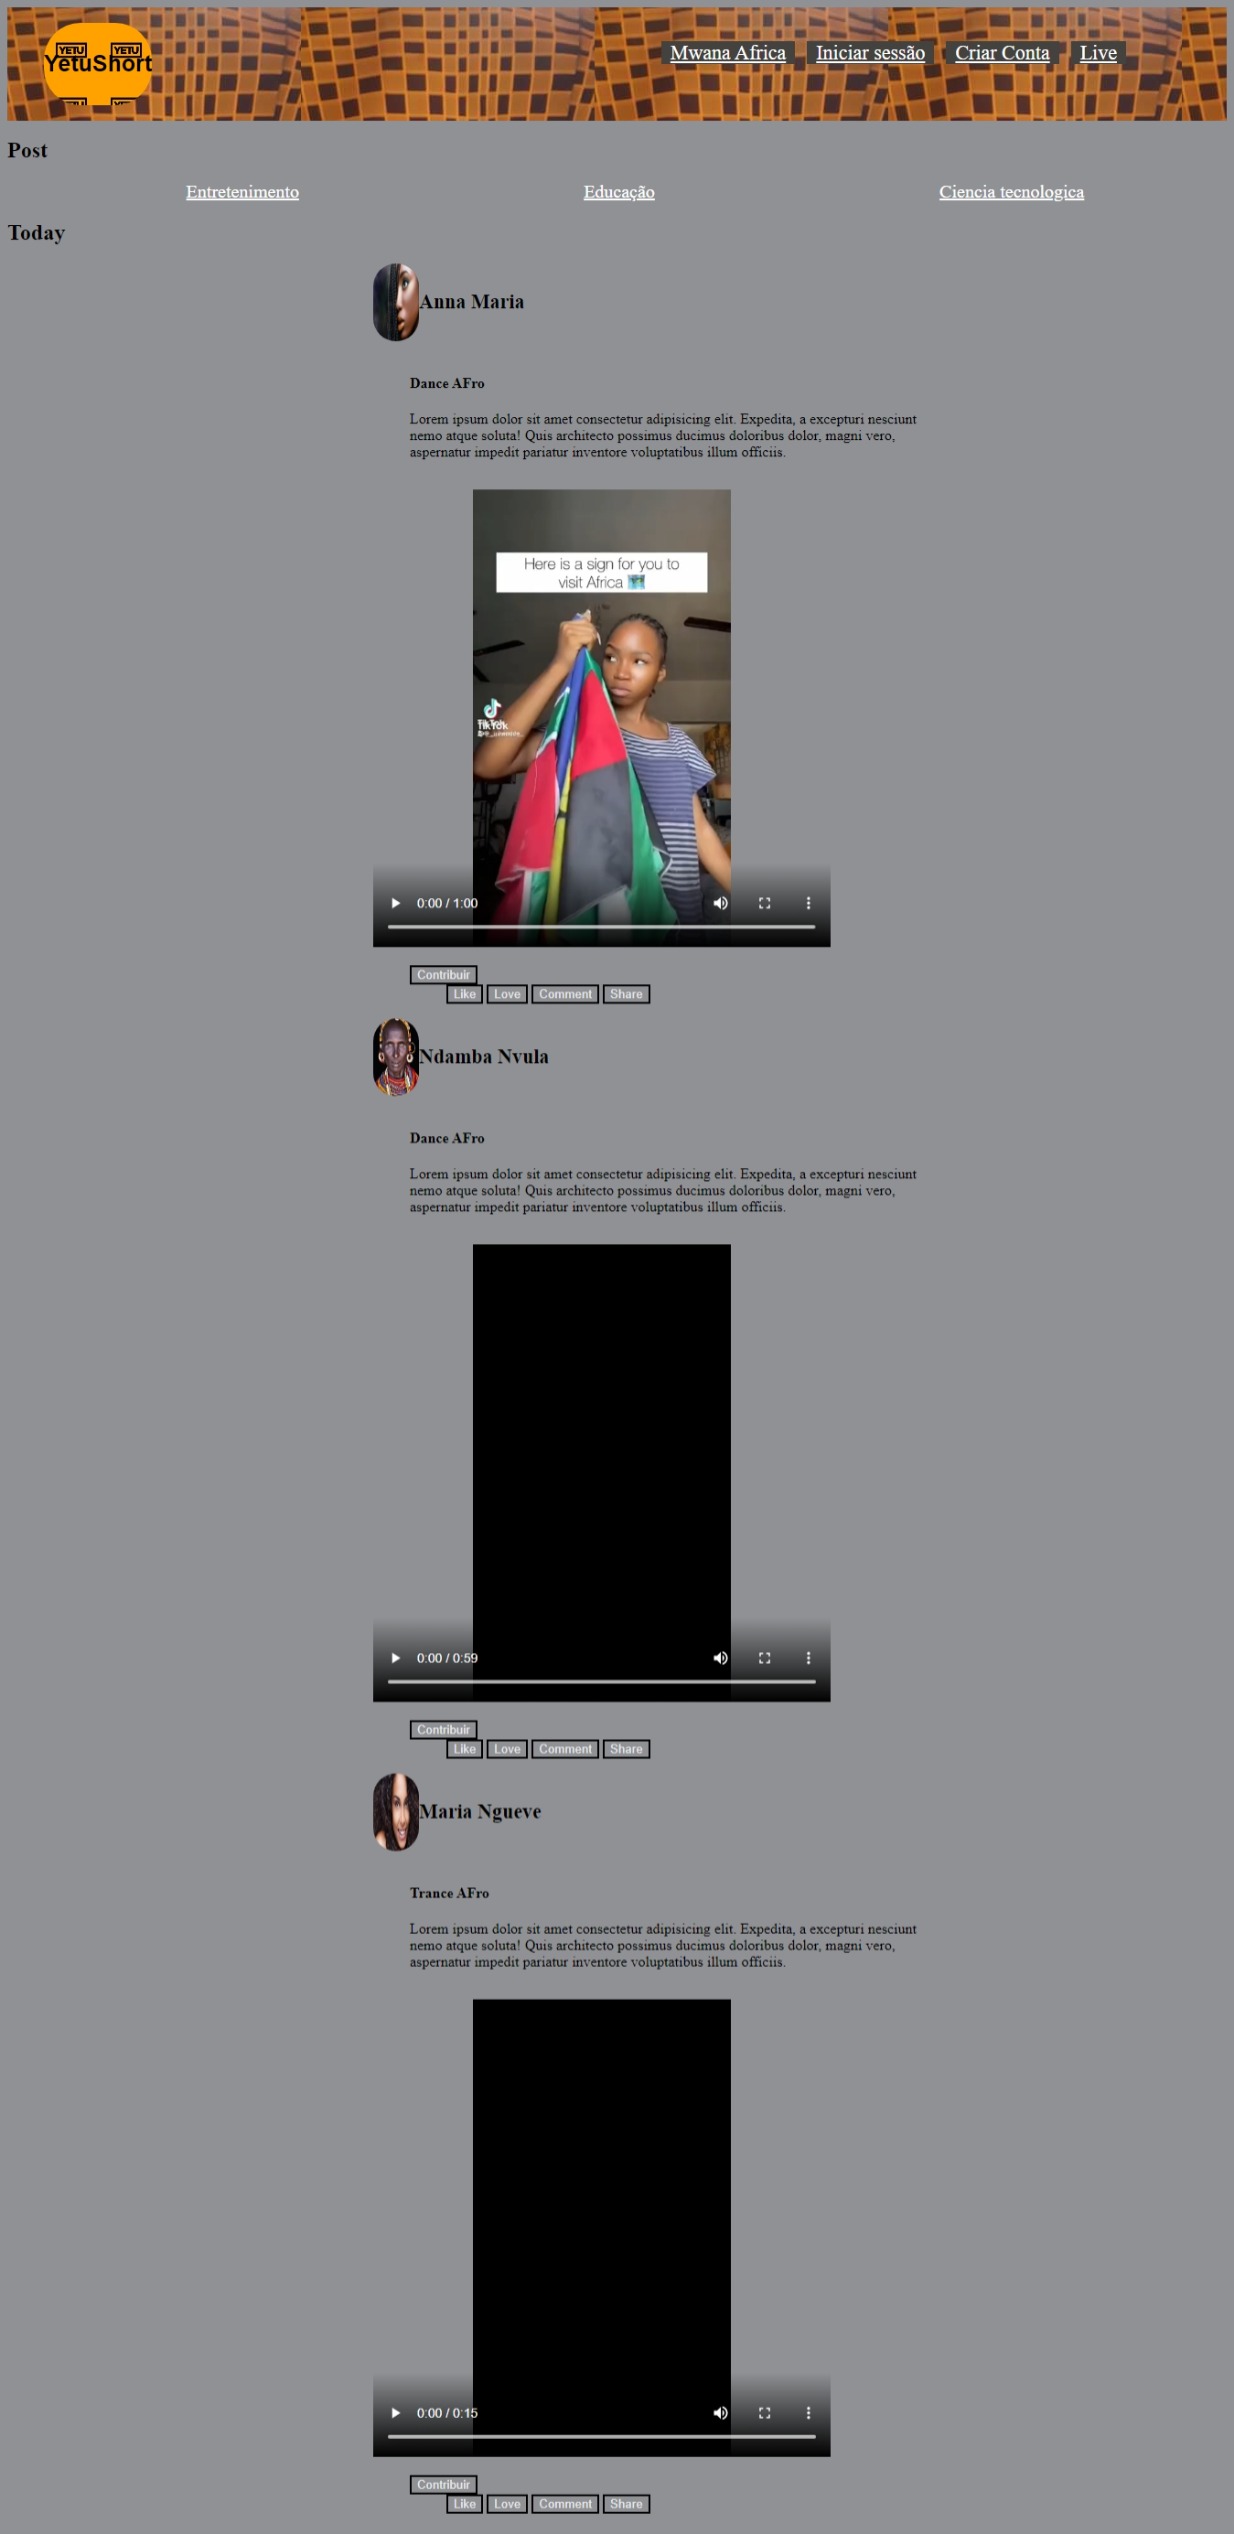 YETU YETU
YetuShort
Mwana Africa Iniciar sessão Criar Conta Live
Post
Entretenimento Educação Ciencia tecnologica
Today
Anna Maria
Dance AFro
Lorem ipsum dolor sit amet consectetur adipisicing elit. Expedita, a excepturi nesciunt
nemo atque soluta! Quis architecto possimus ducimus doloribus dolor, magni vero,
aspernatur impedit pariatur inventore voluptatibus illum officiis.
Here is a sign for you to
visit Africa
TikTok
0:00 / 1:00
Contribuir
Like Love Comment Share
Ndamba Nvula
Dance AFro
Lorem ipsum dolor sit amet consectetur adipisicing elit. Expedita, a excepturi nesciunt
nemo atque soluta! Quis architecto possimus ducimus doloribus dolor, magni vero,
aspernatur impedit pariatur inventore voluptatibus illum officiis.
0:00 / 0:59
Contribuir
Like Love Comment Share
Maria Ngueve
Trance AFro
Lorem ipsum dolor sit amet consectetur adipisicing elit. Expedita, a excepturi nesciunt
nemo atque soluta! Quis architecto possimus ducimus doloribus dolor, magni vero,
aspernatur impedit pariatur inventore voluptatibus illum officiis.
0:00 / 0:15
Contribuir
Like Love Comment Share